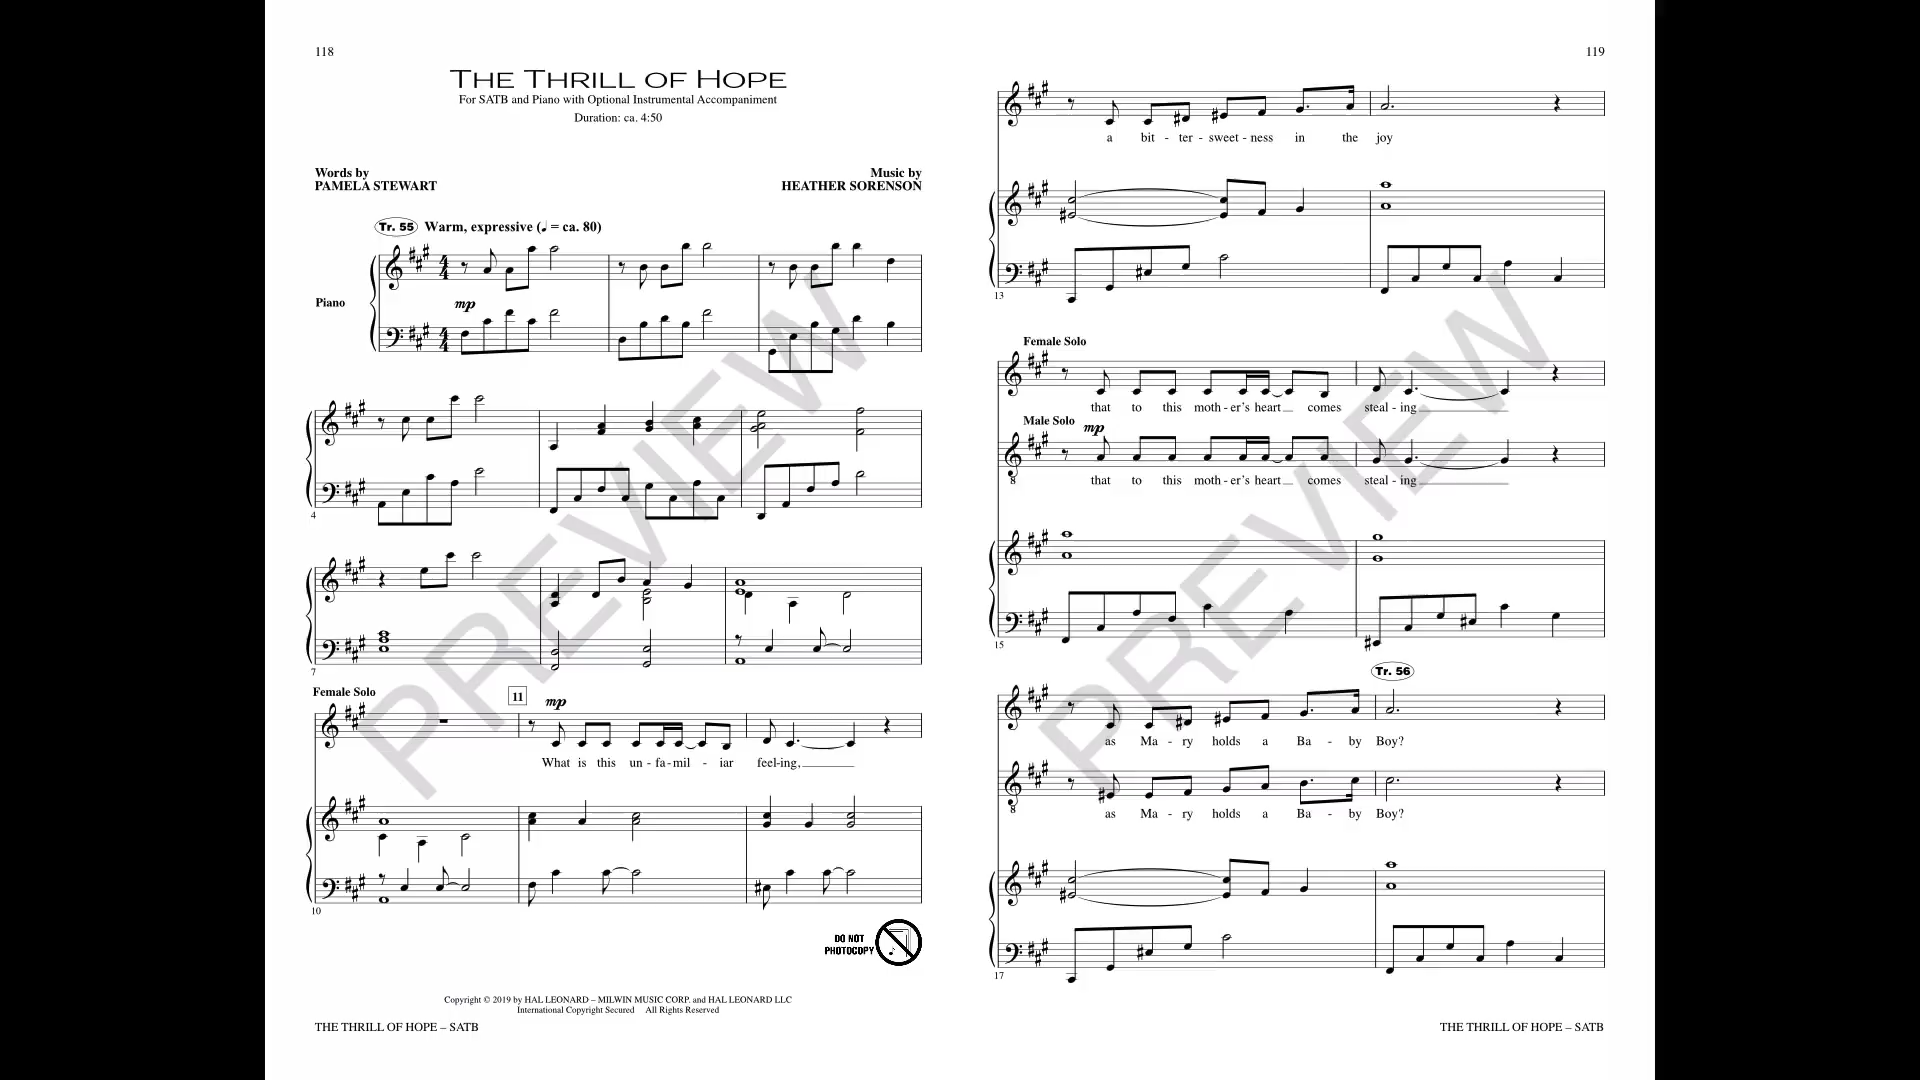 118
THE THRILL OF HOPE
For SATB and Piano with Optional Instrumental Accompaniment
Duration: ca. 4:50
Words by
PAMELA STEWART
Music by
HEATHER SORENSON
Tr. 55 Warm, expressive (♩ = ca. 80)
Piano
mp
4
7
Female Solo
11
mp
What is this un - fa - mil - iar feel-ing,
10
DO NOT
PHOTOCOPY
Copyright © 2019 by HAL LEONARD – MILWIN MUSIC CORP. and HAL LEONARD LLC
International Copyright Secured All Rights Reserved
THE THRILL OF HOPE – SATB
PREVIEW
119
a bit - ter - sweet - ness in the joy
13
Female Solo
that to this moth - er's heart comes steal - ing
Male Solo
mp
that to this moth - er's heart comes steal - ing
15
Tr. 56
as Ma - ry holds a Ba - by Boy?
as Ma - ry holds a Ba - by Boy?
17
THE THRILL OF HOPE – SATB
PREVIEW